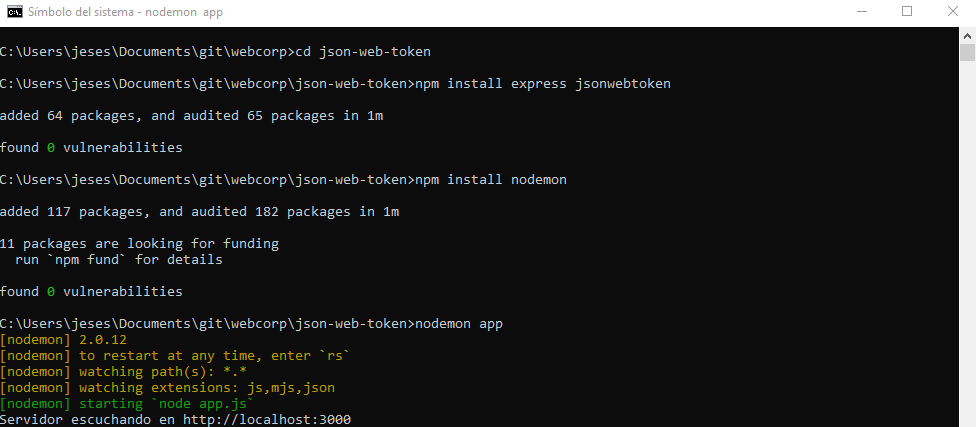 Símbolo del sistema - nodemon app
C:\Users\jeses\Documents\git\webcorp>cd json-web-token
C:\Users\jeses\Documents\git\webcorp\json-web-token>npm install express jsonwebtoken
added 64 packages, and audited 65 packages in 1m
found 0 vulnerabilities
C:\Users\jeses\Documents\git\webcorp\json-web-token>npm install nodemon
added 117 packages, and audited 182 packages in 1m
11 packages are looking for funding
  run `npm fund` for details
found 0 vulnerabilities
C:\Users\jeses\Documents\git\webcorp\json-web-token>nodemon app
[nodemon] 2.0.12
[nodemon] to restart at any time, enter `rs`
[nodemon] watching path(s): *.*
[nodemon] watching extensions: js,mjs,json
[nodemon] starting `node app.js`
Servidor escuchando en http://localhost:3000